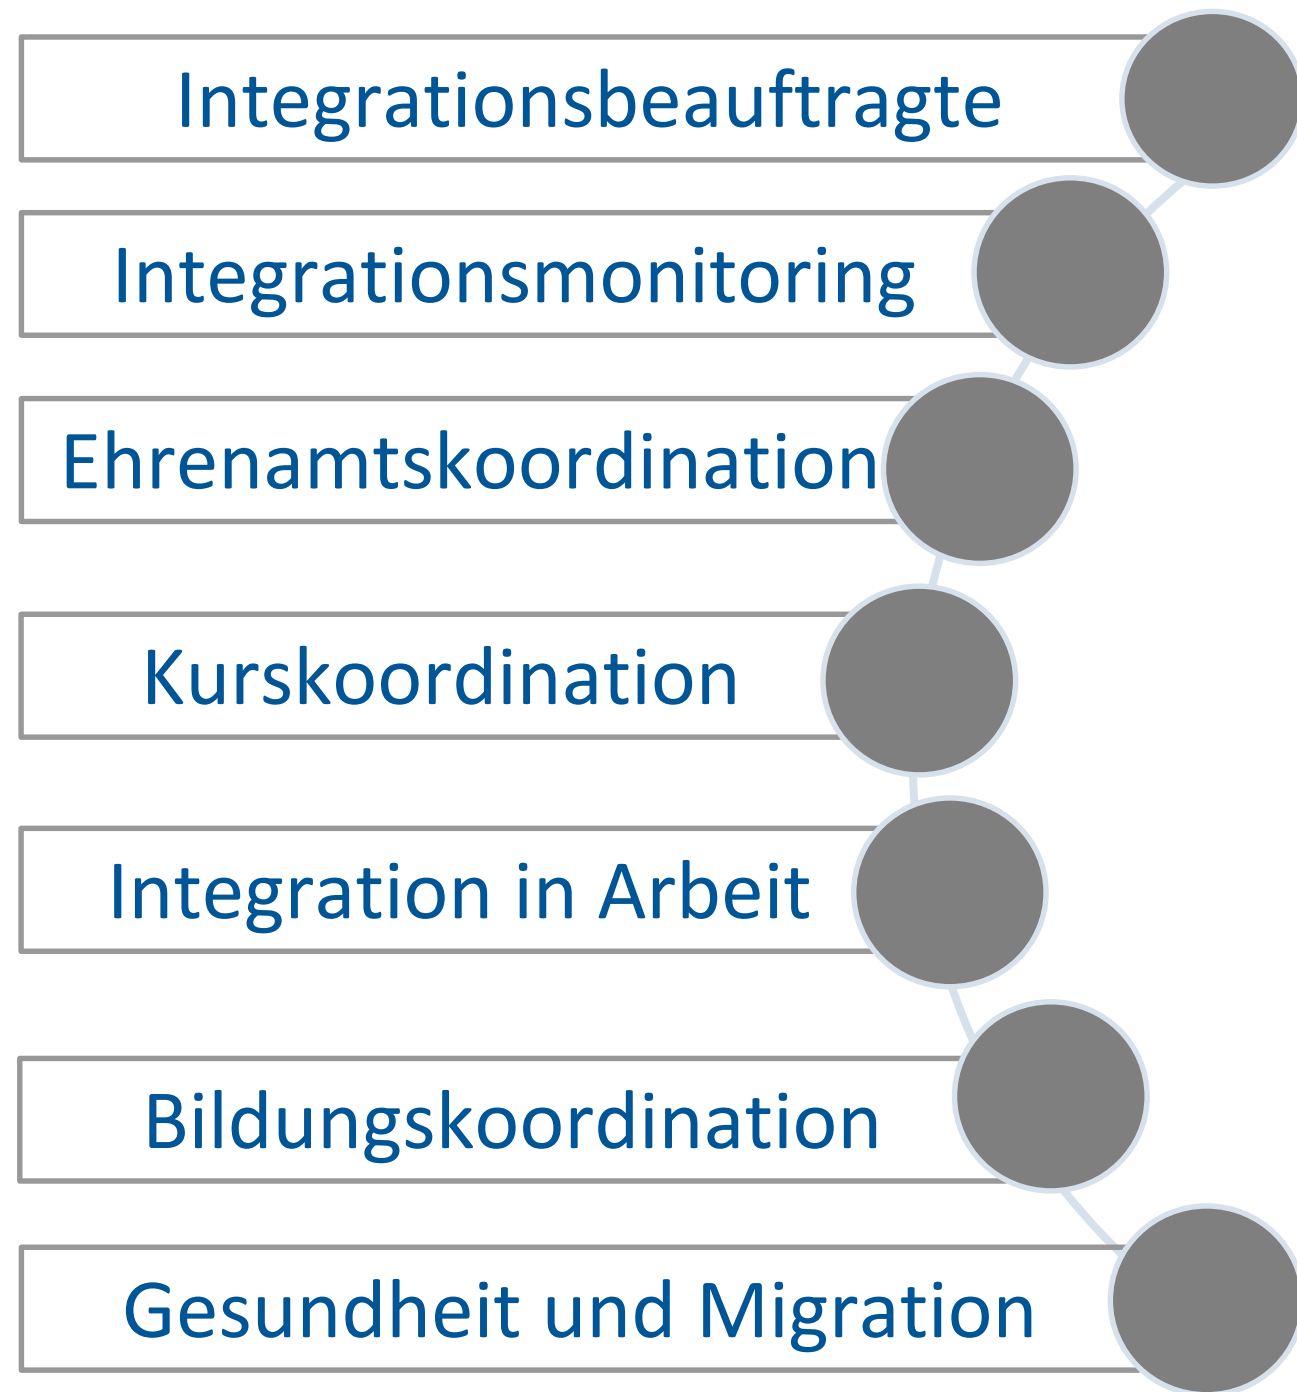 Integrationsbeauftragte
Integrationsmonitoring
Ehrenamtskoordination
Kurskoordination
Integration in Arbeit
Bildungskoordination
Gesundheit und Migration